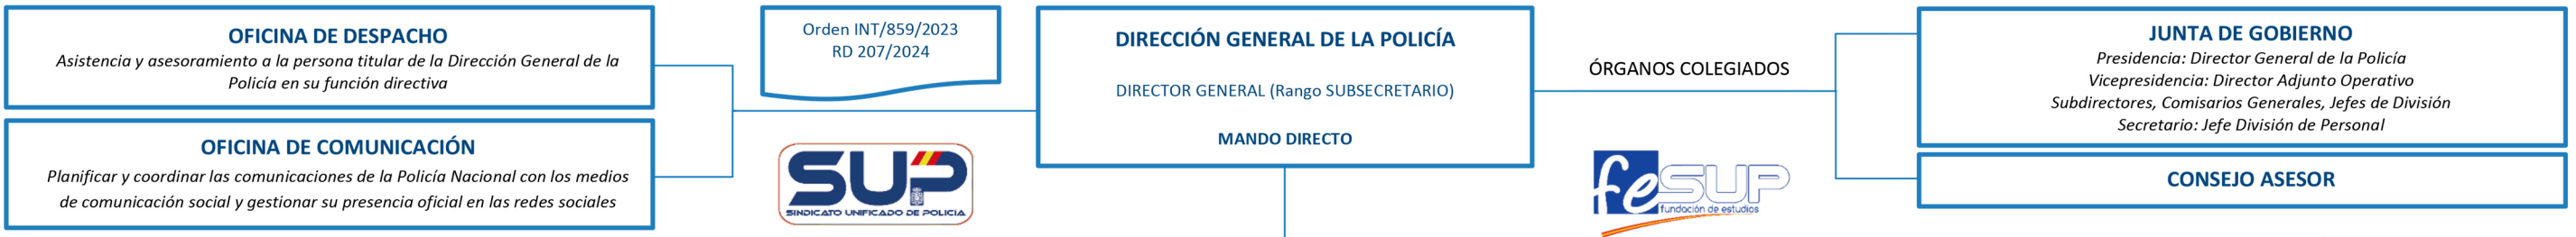 OFICINA DE DESPACHO
Asistencia y asesoramiento a la persona titular de la Dirección General de la
Policía en su función directiva
OFICINA DE COMUNICACIÓN
Planificar y coordinar las comunicaciones de la Policía Nacional con los medios
de comunicación social y gestionar su presencia oficial en las redes sociales
Orden INT/859/2023
RD 207/2024
SUP
SINDICATO UNIFICADO DE POLICÍA
DIRECCIÓN GENERAL DE LA POLICÍA
DIRECTOR GENERAL (Rango SUBSECRETARIO)
MANDO DIRECTO
ÓRGANOS COLEGIADOS
feSUP
fundación de estudios
JUNTA DE GOBIERNO
Presidencia: Director General de la Policía
Vicepresidencia: Director Adjunto Operativo
Subdirectores, Comisarios Generales, Jefes de División
Secretario: Jefe División de Personal
CONSEJO ASESOR